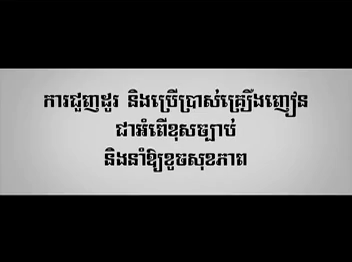 ការជួញដូរ និងប្រើប្រាស់គ្រឿងញៀន
ជាអំពើខុសច្បាប់
និងនាំឱ្យខូចសុខភាព